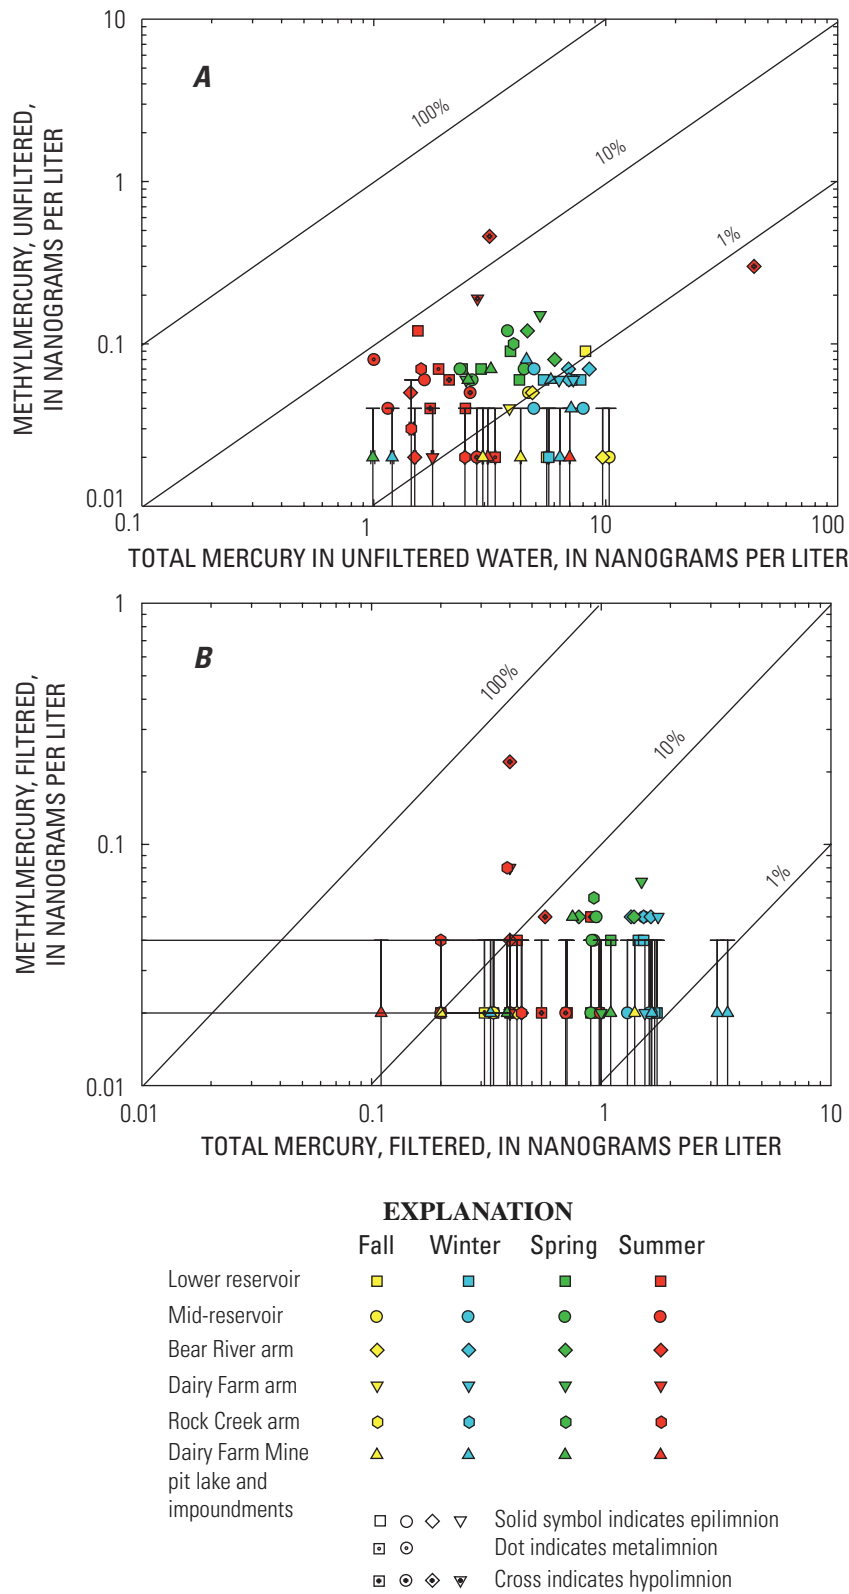 10
1
0.1
0.01
METHYLMERCURY, UNFILTERED,
IN NANOGRAMS PER LITER
A
100%
10%
1%
0.1
1
10
100
TOTAL MERCURY IN UNFILTERED WATER, IN NANOGRAMS PER LITER
1
0.1
0.01
METHYLMERCURY, FILTERED,
IN NANOGRAMS PER LITER
B
100%
10%
1%
0.01
0.1
1
10
TOTAL MERCURY, FILTERED, IN NANOGRAMS PER LITER
EXPLANATION
Fall Winter Spring Summer
Lower reservoir
Mid-reservoir
Bear River arm
Dairy Farm arm
Rock Creek arm
Dairy Farm Mine
pit lake and
impoundments
Solid symbol indicates epilimnion
Dot indicates metalimnion
Cross indicates hypolimnion